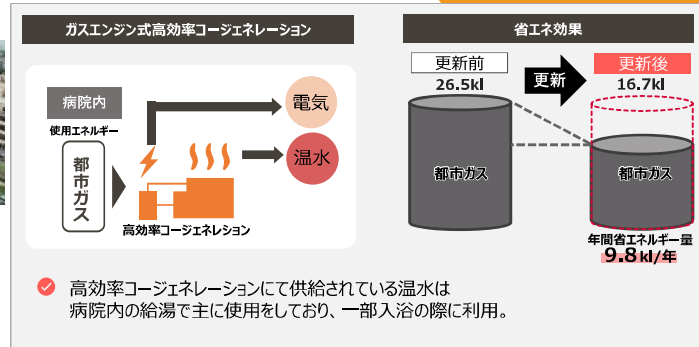 ガスエンジン式高効率コージェネレーション
病院内
使用エネルギー
都市ガス
電気
温水
高効率コージェネレション
省エネ効果
更新前
26.5kl
更新
更新後
16.7kl
都市ガス
都市ガス
年間省エネルギー量
9.8kl/年
高効率コージェネレーションにて供給されている温水は
病院内の給湯で主に使用をしており、一部入浴の際に利用。